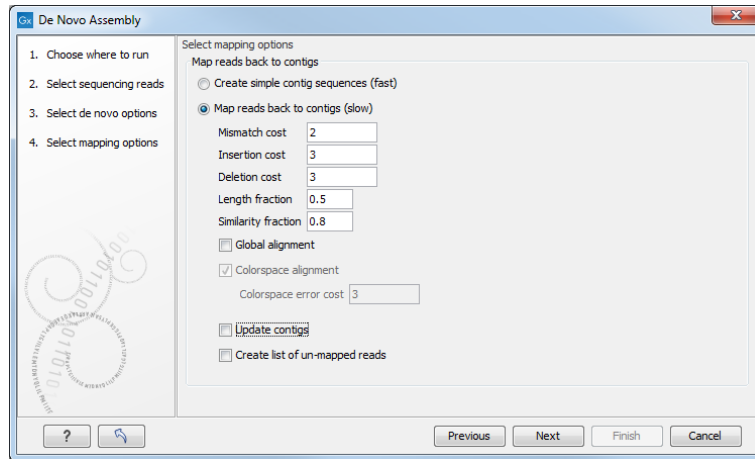 Gx De Novo Assembly
X
1. Choose where to run
2. Select sequencing reads
3. Select de novo options
4. Select mapping options
Select mapping options
Map reads back to contigs
Create simple contig sequences (fast)
Map reads back to contigs (slow)
Mismatch cost 2
Insertion cost 3
Deletion cost 3
Length fraction 0.5
Similarity fraction 0.8
Global alignment
Colorspace alignment
Colorspace error cost 3
Update contigs
Create list of un-mapped reads
? Previous Next Finish Cancel